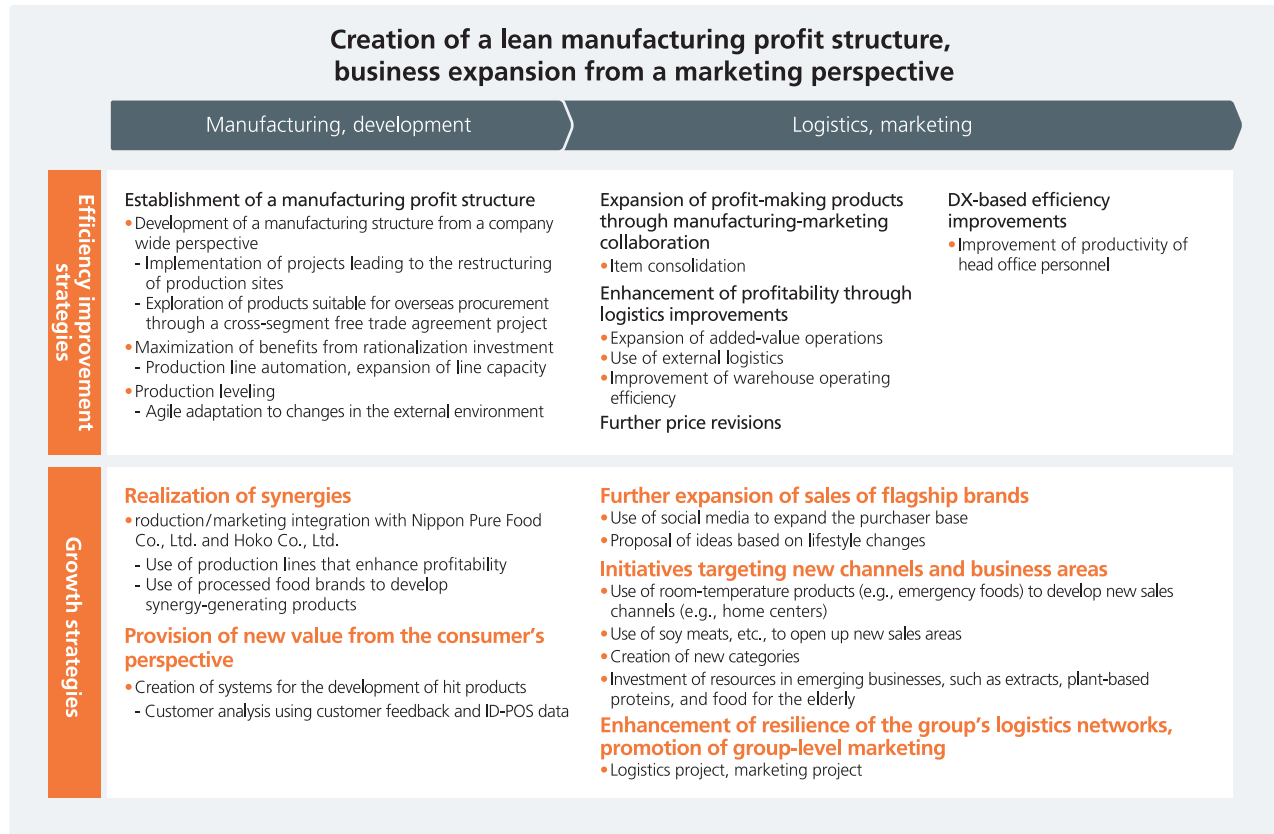 Creation of a lean manufacturing profit structure,
business expansion from a marketing perspective
Manufacturing, development
Logistics, marketing
Efficiency improvement
strategies
Establishment of a manufacturing profit structure
•Development of a manufacturing structure from a company
wide perspective
- Implementation of projects leading to the restructuring
of production sites
- Exploration of products suitable for overseas procurement
through a cross-segment free trade agreement project
•Maximization of benefits from rationalization investment
- Production line automation, expansion of line capacity
•Production leveling
- Agile adaptation to changes in the external environment
Expansion of profit-making products
through manufacturing-marketing
collaboration
•Item consolidation
Enhancement of profitability through
logistics improvements
•Expansion of added-value operations
•Use of external logistics
•Improvement of warehouse operating
efficiency
Further price revisions
DX-based efficiency
improvements
•Improvement of productivity of
head office personnel
Growth strategies
Realization of synergies
•roduction/marketing integration with Nippon Pure Food
Co., Ltd. and Hoko Co., Ltd.
- Use of production lines that enhance profitability
- Use of processed food brands to develop
synergy-generating products
Provision of new value from the consumer's
perspective
•Creation of systems for the development of hit products
- Customer analysis using customer feedback and ID-POS data
Further expansion of sales of flagship brands
•Use of social media to expand the purchaser base
•Proposal of ideas based on lifestyle changes
Initiatives targeting new channels and business areas
•Use of room-temperature products (e.g., emergency foods) to develop new sales
channels (e.g., home centers)
•Use of soy meats, etc., to open up new sales areas
•Creation of new categories
•Investment of resources in emerging businesses, such as extracts, plant-based
proteins, and food for the elderly
Enhancement of resilience of the group's logistics networks,
promotion of group-level marketing
•Logistics project, marketing project